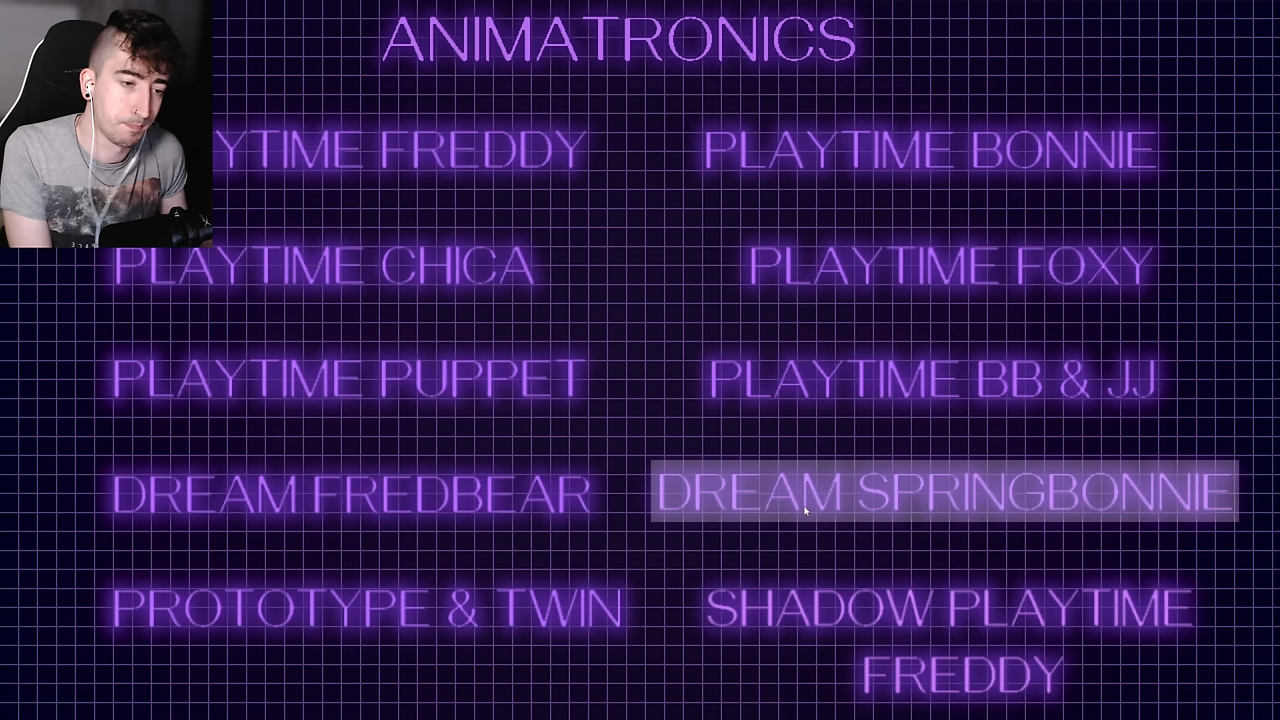 ANIMATRONICS
YTIME FREDDY
PLAYTIME BONNIE
PLAYTIME CHICA
PLAYTIME FOXY
PLAYTIME PUPPET
PLAYTIME BB & JJ
DREAM FREDBEAR
DREAM SPRINGBONNIE
PROTOTYPE & TWIN
SHADOW PLAYTIME
FREDDY